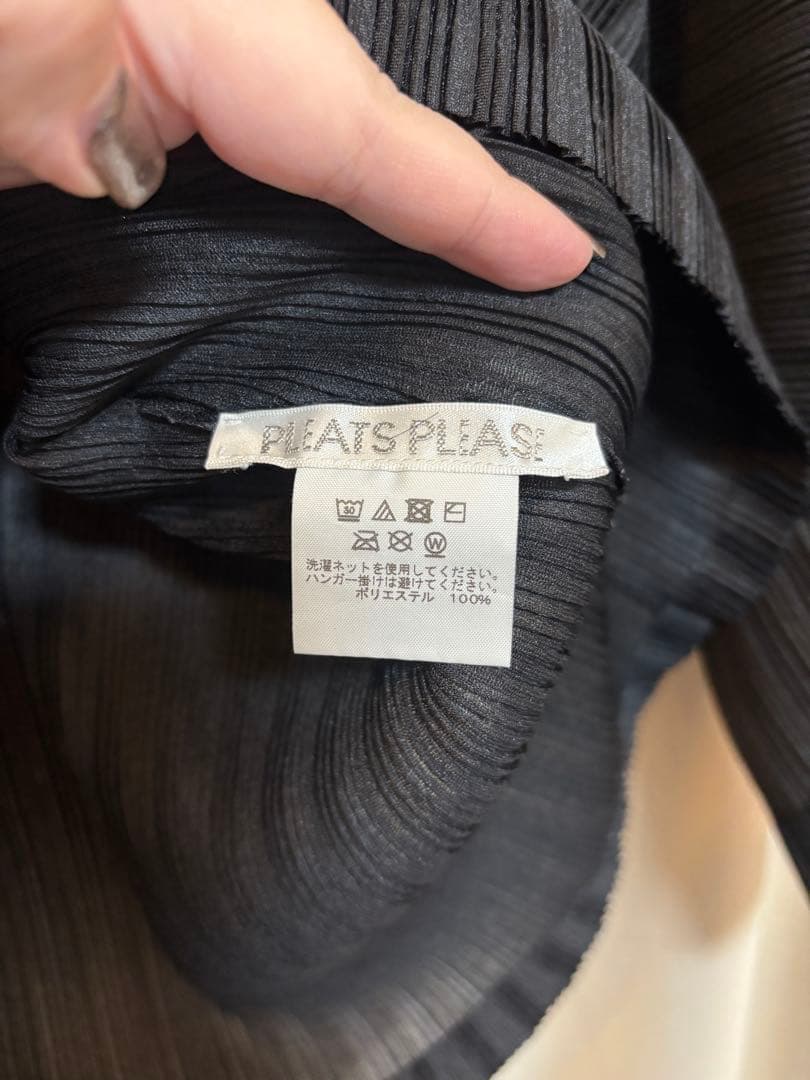 PLEATS PLEASE
30
W
洗濯ネットを使用してください。
ハンガー掛けは避けてください。
ポリエステル 100%